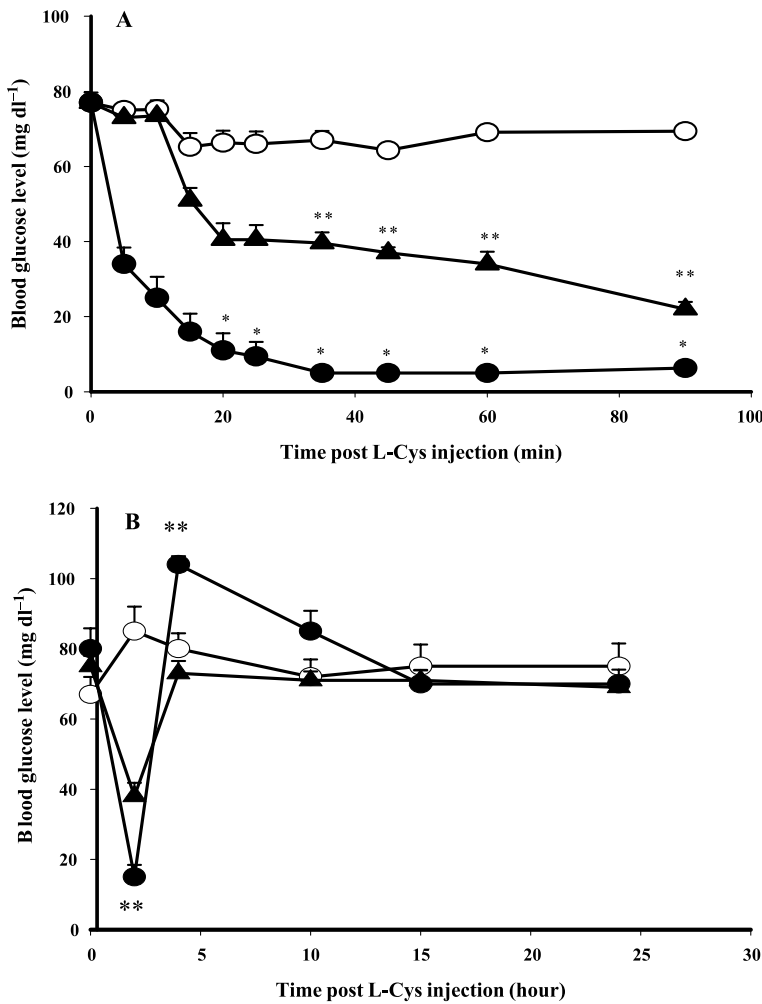 A
Blood glucose level (mg dl⁻¹)
100
80
60
40
20
0
** ** ** **
* * * * * *
0 20 40 60 80 100
Time post L-Cys injection (min)
B
Blood glucose level (mg dl⁻¹)
120
100
80
60
40
20
0
**
**
0 5 10 15 20 25 30
Time post L-Cys injection (hour)